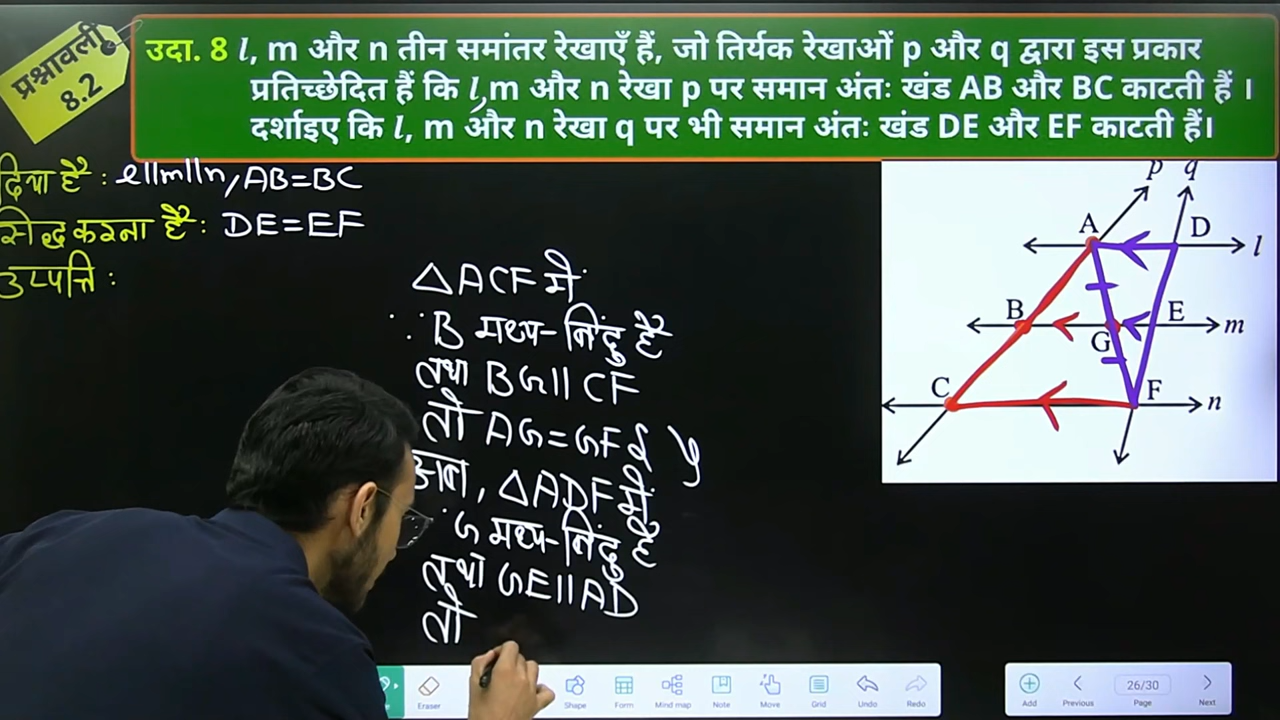 प्रश्नावली
8.2
उदा. 8 l, m और n तीन समांतर रेखाएँ हैं, जो तिर्यक रेखाओं p और q द्वारा इस प्रकार
प्रतिच्छेदित हैं कि l, m और n रेखा p पर समान अंतः खंड AB और BC काटती हैं ।
दर्शाइए कि l, m और n रेखा q पर भी समान अंतः खंड DE और EF काटती हैं।
दिया है : l||m||n, AB=BC
सिद्ध करना है : DE=EF
उपपत्ति :
△ACF में
∵ B मध्य-बिंदु है
तथा BG||CF
तो AG=GF
अब, △ADF में
G मध्य-बिंदु है
तथा GE||AD
तो
p q
A D l
B E m
G
C F n
Eraser Shape Form Mind map Note Move Grid Undo Redo
26/30
Add Previous Page Next